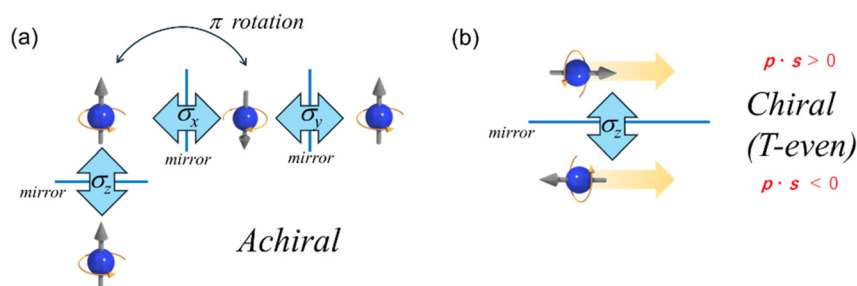 (a)
π rotation
σx
mirror
σy
mirror
mirror
σz
Achiral
(b)
p · s > 0
mirror
σz
Chiral
(T-even)
p · s < 0